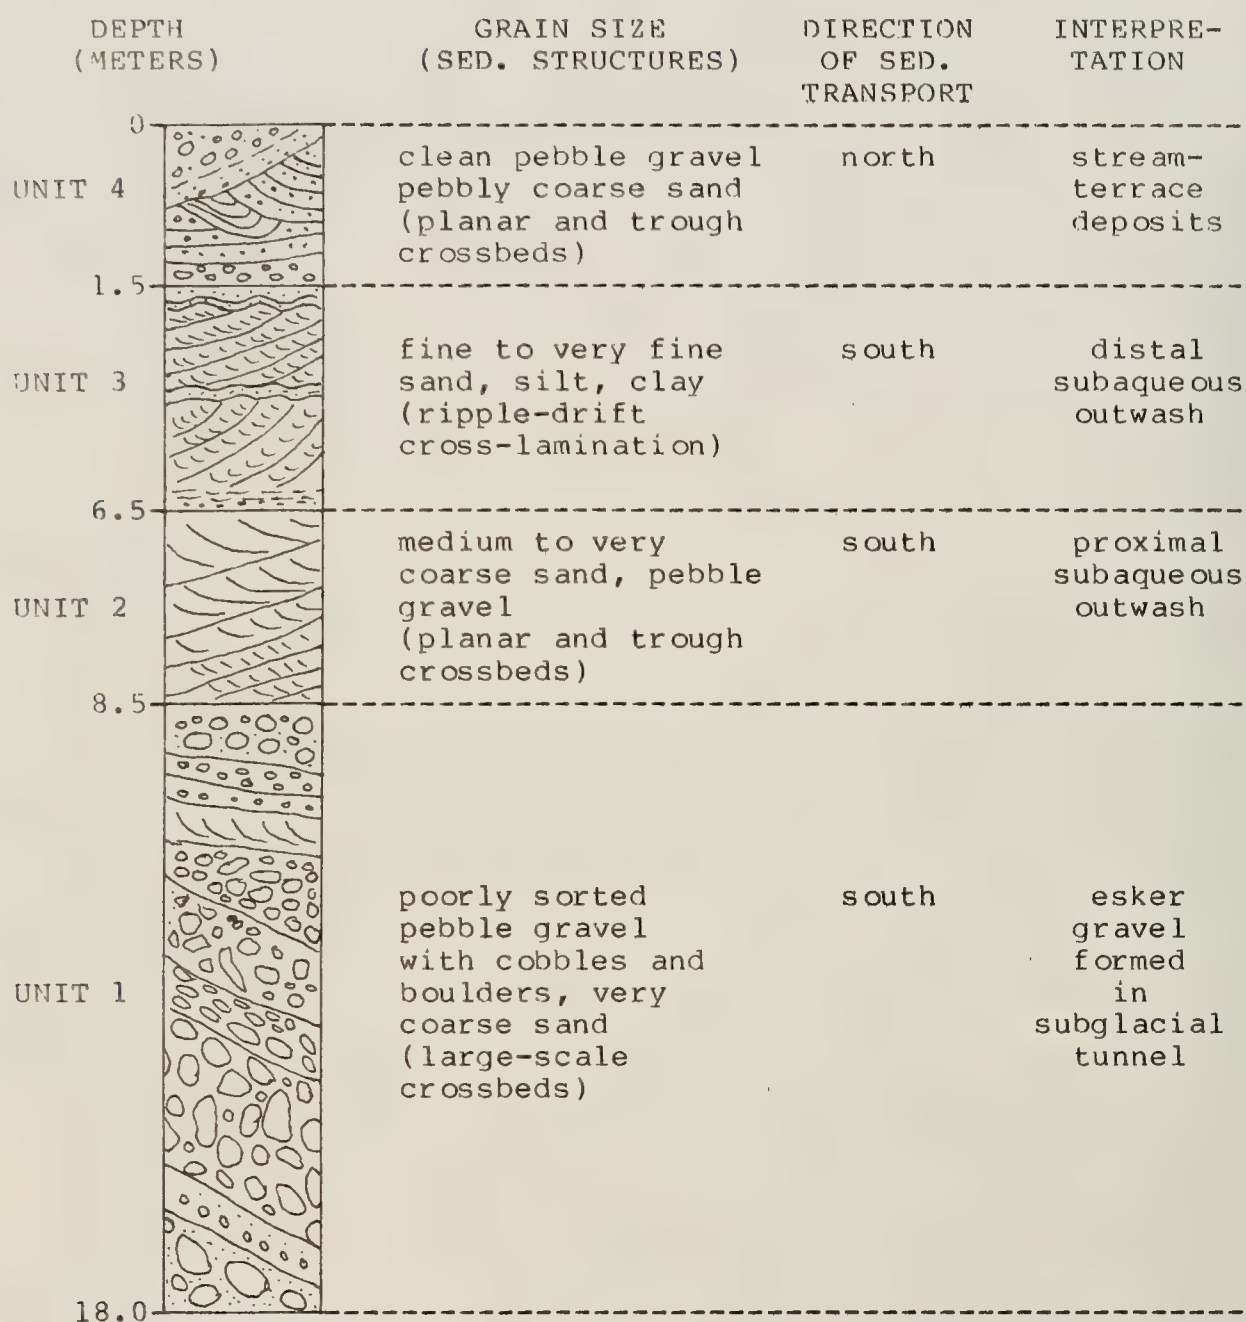 DEPTH
(METERS)
GRAIN SIZE
(SED. STRUCTURES)
DIRECTION
OF SED.
TRANSPORT
INTERPRE-
TATION
0
UNIT 4
clean pebble gravel
pebbly coarse sand
(planar and trough
crossbeds)
north
stream-
terrace
deposits
1.5
UNIT 3
fine to very fine
sand, silt, clay
(ripple-drift
cross-lamination)
south
distal
subaqueous
outwash
6.5
UNIT 2
medium to very
coarse sand, pebble
gravel
(planar and trough
crossbeds)
south
proximal
subaqueous
outwash
8.5
UNIT 1
poorly sorted
pebble gravel
with cobbles and
boulders, very
coarse sand
(large-scale
crossbeds)
south
esker
gravel
formed
in
subglacial
tunnel
18.0